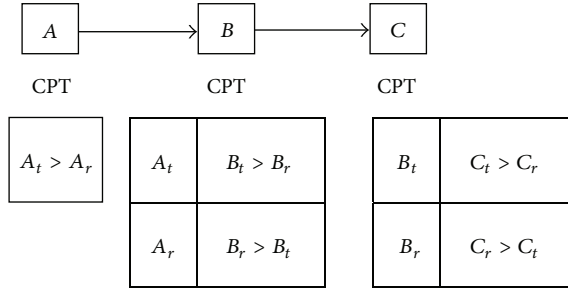 A B C
CPT CPT CPT
A_t > A_r A_t B_t > B_r B_t C_t > C_r
A_r B_r > B_t B_r C_r > C_t